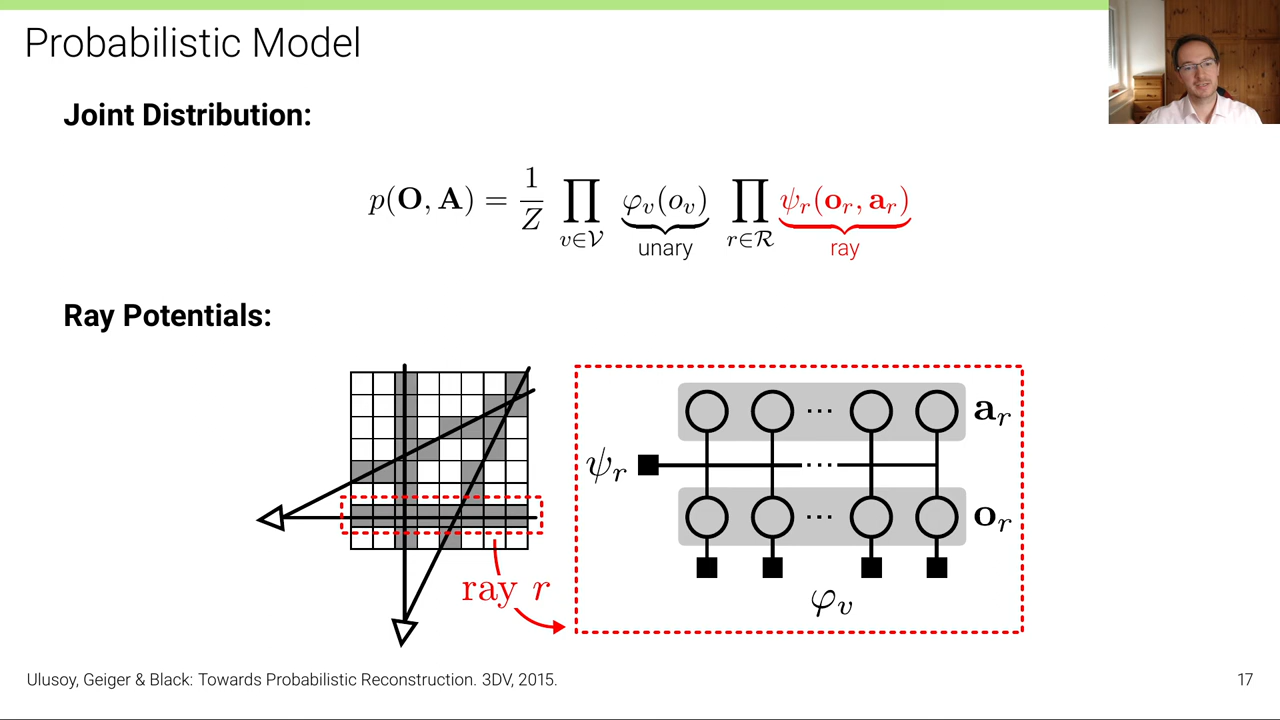 Probabilistic Model
Joint Distribution:
p(O, A) = 1/Z ∏_{v∈𝒱} φ_v(o_v) ∏_{r∈ℛ} ψ_r(o_r, a_r)
unary
ray
Ray Potentials:
a_r
ψ_r
o_r
ray r
φ_v
Ulusoy, Geiger & Black: Towards Probabilistic Reconstruction. 3DV, 2015.
17